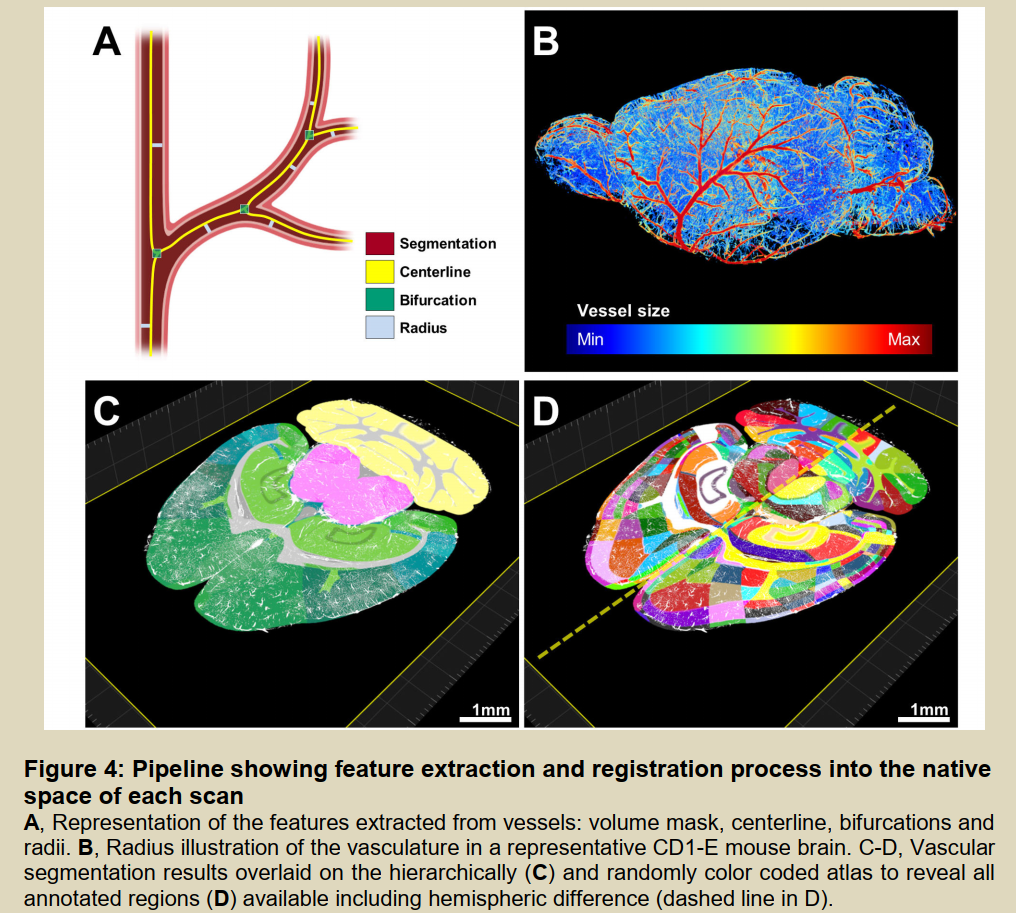 A
B
Segmentation
Centerline
Bifurcation
Radius
Vessel size
Min Max
C
D
1mm
1mm
Figure 4: Pipeline showing feature extraction and registration process into the native
space of each scan
A, Representation of the features extracted from vessels: volume mask, centerline, bifurcations and
radii. B, Radius illustration of the vasculature in a representative CD1-E mouse brain. C-D, Vascular
segmentation results overlaid on the hierarchically (C) and randomly color coded atlas to reveal all
annotated regions (D) available including hemispheric difference (dashed line in D).